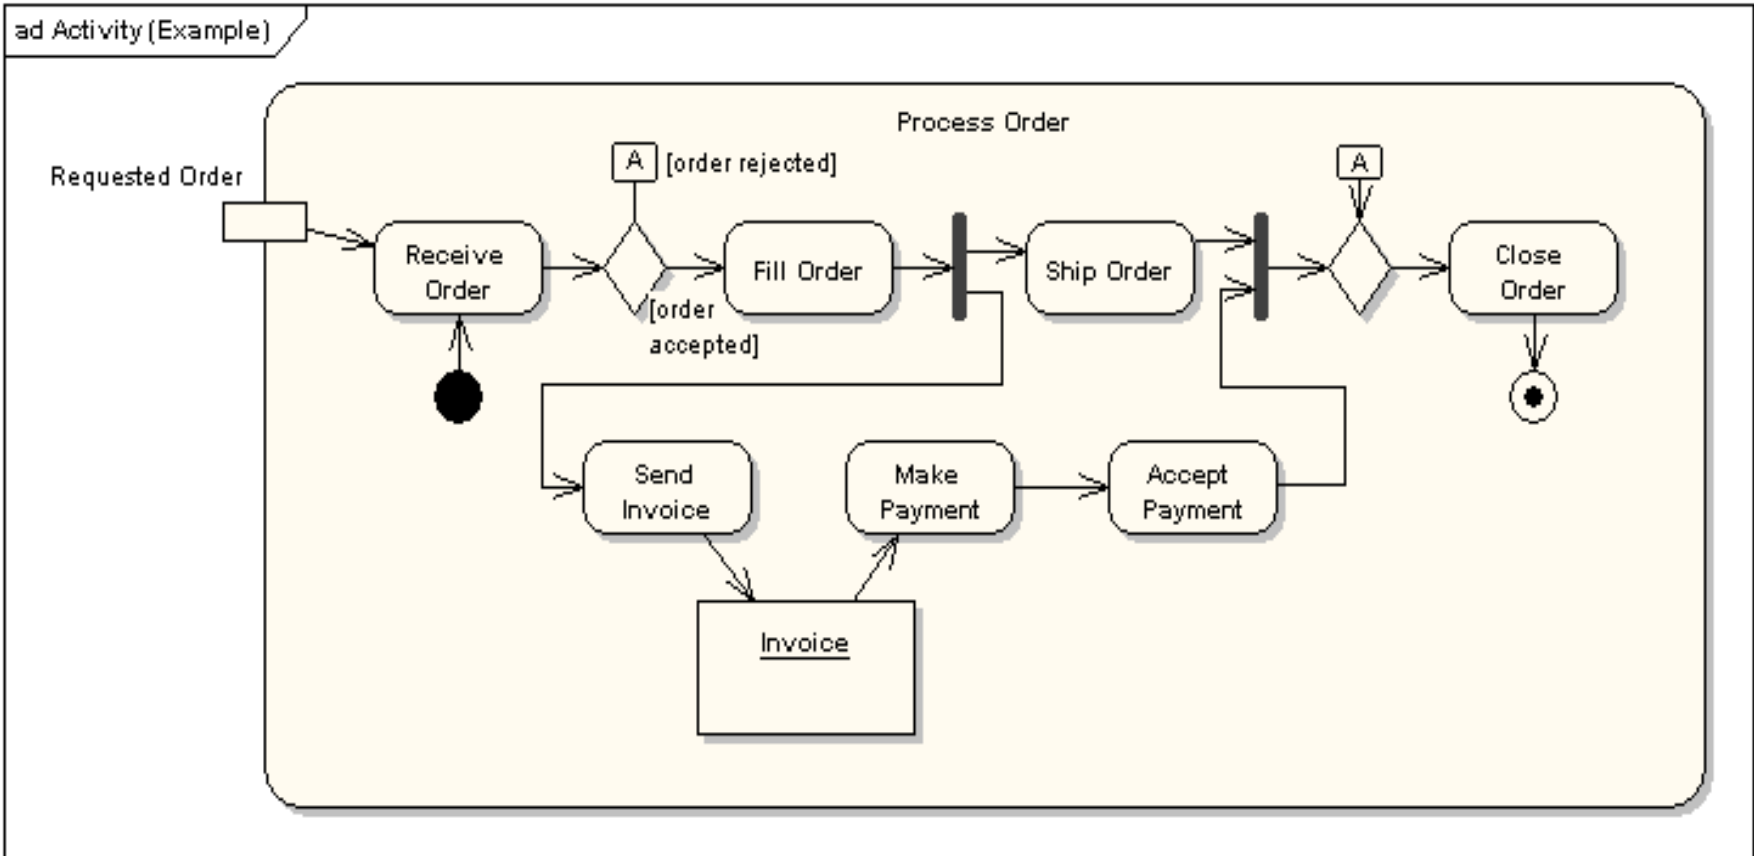 ad Activity (Example)
Process Order
Requested Order
A
[order rejected]
A
Receive
Order
Fill Order
[order
accepted]
Ship Order
Close
Order
Send
Invoice
Make
Payment
Accept
Payment
Invoice